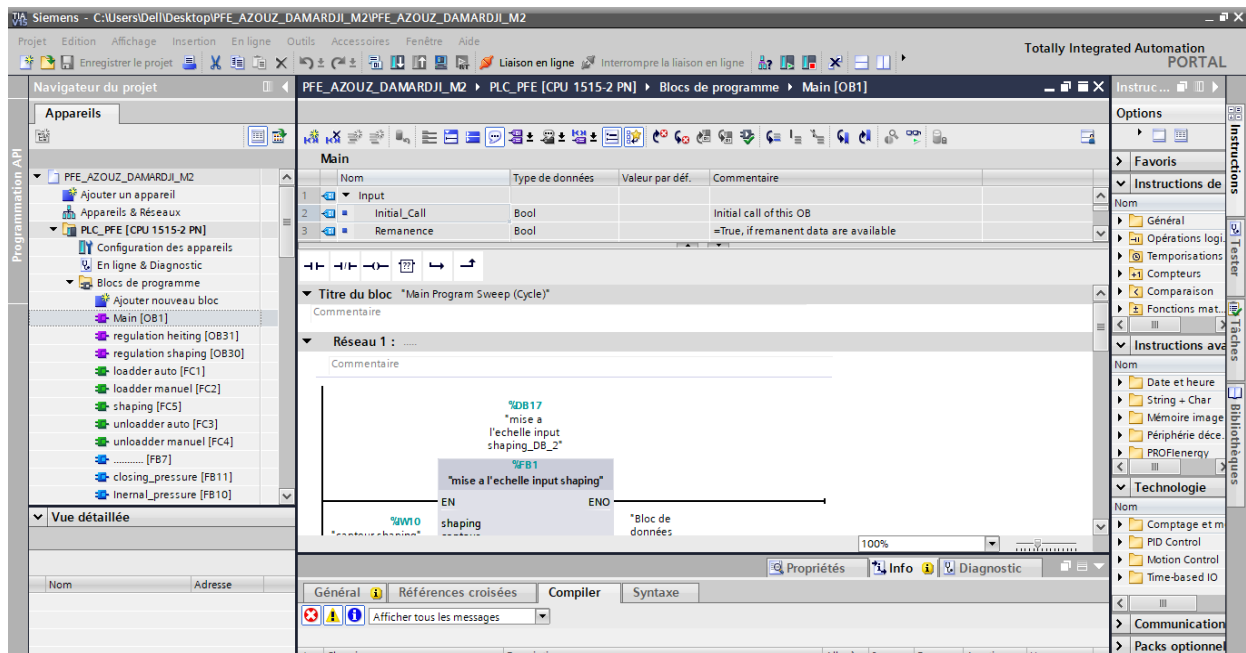 Siemens - C:\Users\Dell\Desktop\PFE_AZOUZ_DAMARDJI_M2\PFE_AZOUZ_DAMARDJI_M2
Projet Edition Affichage Insertion En ligne Outils Accessoires Fenêtre Aide
Totally Integrated Automation
PORTAL
Enregistrer le projet Liaison en ligne Interrompre la liaison en ligne
Navigateur du projet
PFE_AZOUZ_DAMARDJI_M2 PLC_PFE [CPU 1515-2 PN] Blocs de programme Main [OB1]
Instruc...
Appareils
Options
Programmation API
PFE_AZOUZ_DAMARDJI_M2
Ajouter un appareil
Appareils & Réseaux
PLC_PFE [CPU 1515-2 PN]
Configuration des appareils
En ligne & Diagnostic
Blocs de programme
Ajouter nouveau bloc
Main [OB1]
regulation heiting [OB31]
regulation shaping [OB30]
loadder auto [FC1]
loadder manuel [FC2]
shaping [FC5]
unloadder auto [FC3]
unloadder manuel [FC4]
........... [FB7]
closing_pressure [FB11]
Inernal_pressure [FB10]
Vue détaillée
Nom Adresse
Main
Nom Type de données Valeur par déf. Commentaire
1 Input
2 Initial_Call Bool Initial call of this OB
3 Remanence Bool =True, if remanent data are available
??
Titre du bloc "Main Program Sweep (Cycle)"
Commentaire
Réseau 1 : .....
Commentaire
%DB17
"mise a
l'echelle input
shaping_DB_2"
%FB1
"mise a l'echelle input shaping"
EN ENO
%IW10 shaping
"Bloc de
données
100%
Propriétés Info Diagnostic
Général Références croisées Compiler Syntaxe
Afficher tous les messages
Favoris
Instructions de
Nom
Général
Opérations logi.
Temporisations
Compteurs
Comparaison
Fonctions mat...
Instructions ava
Nom
Date et heure
String + Char
Mémoire image
Périphérie déce.
PROFIenergy
Technologie
Nom
Comptage et m
PID Control
Motion Control
Time-based IO
Communication
Packs optionnel
Instructions
Tester
Tâches
Bibliothèques